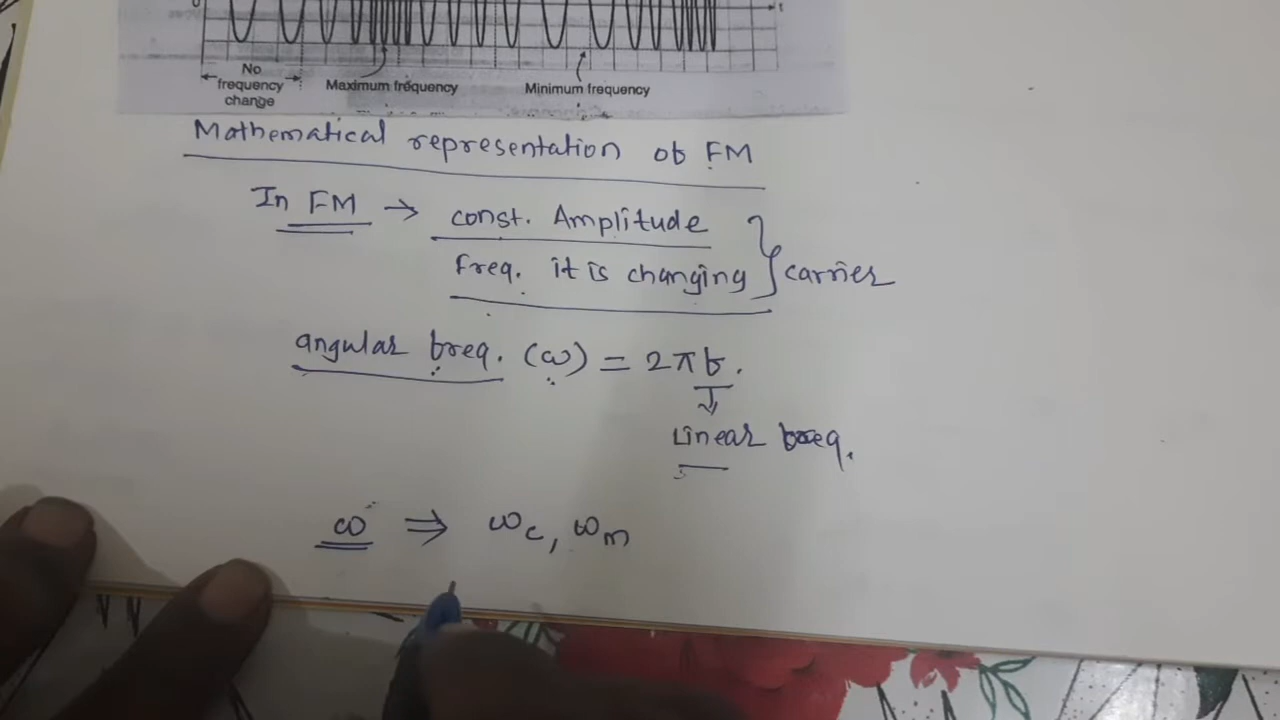 t
No
frequency
change
Maximum frequency
Minimum frequency
Mathematical representation of FM
In FM → const. Amplitude
freq. it is changing } carrier
angular freq. (ω) = 2πf.
Linear freq.
ω ⇒ ωc, ωm